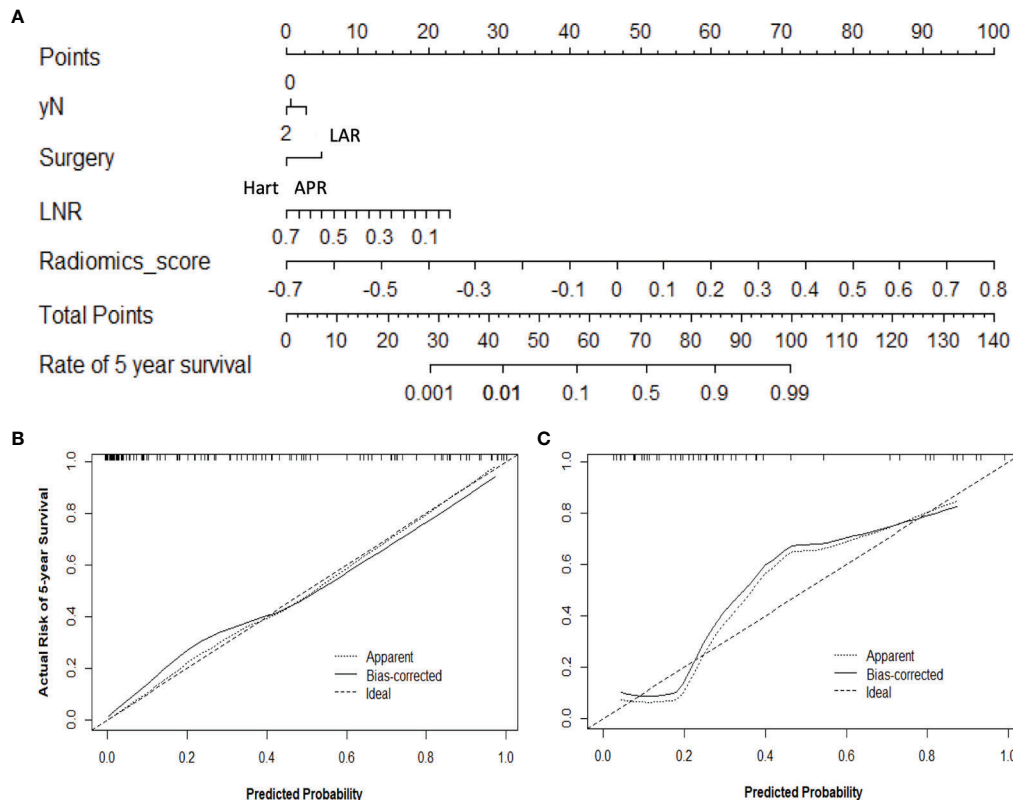 A
Points 0 10 20 30 40 50 60 70 80 90 100
0
yN
2 LAR
Surgery
Hart APR
LNR
0.7 0.5 0.3 0.1
Radiomics_score
-0.7 -0.5 -0.3 -0.1 0 0.1 0.2 0.3 0.4 0.5 0.6 0.7 0.8
Total Points
0 10 20 30 40 50 60 70 80 90 100 110 120 130 140
Rate of 5 year survival
0.001 0.01 0.1 0.5 0.9 0.99
B
Actual Risk of 5-year Survival
1.0
0.8
0.6
0.4
0.2
0.0
Apparent
Bias-corrected
Ideal
0.0 0.2 0.4 0.6 0.8 1.0
Predicted Probability
C
1.0
0.8
0.6
0.4
0.2
0.0
Apparent
Bias-corrected
Ideal
0.0 0.2 0.4 0.6 0.8 1.0
Predicted Probability